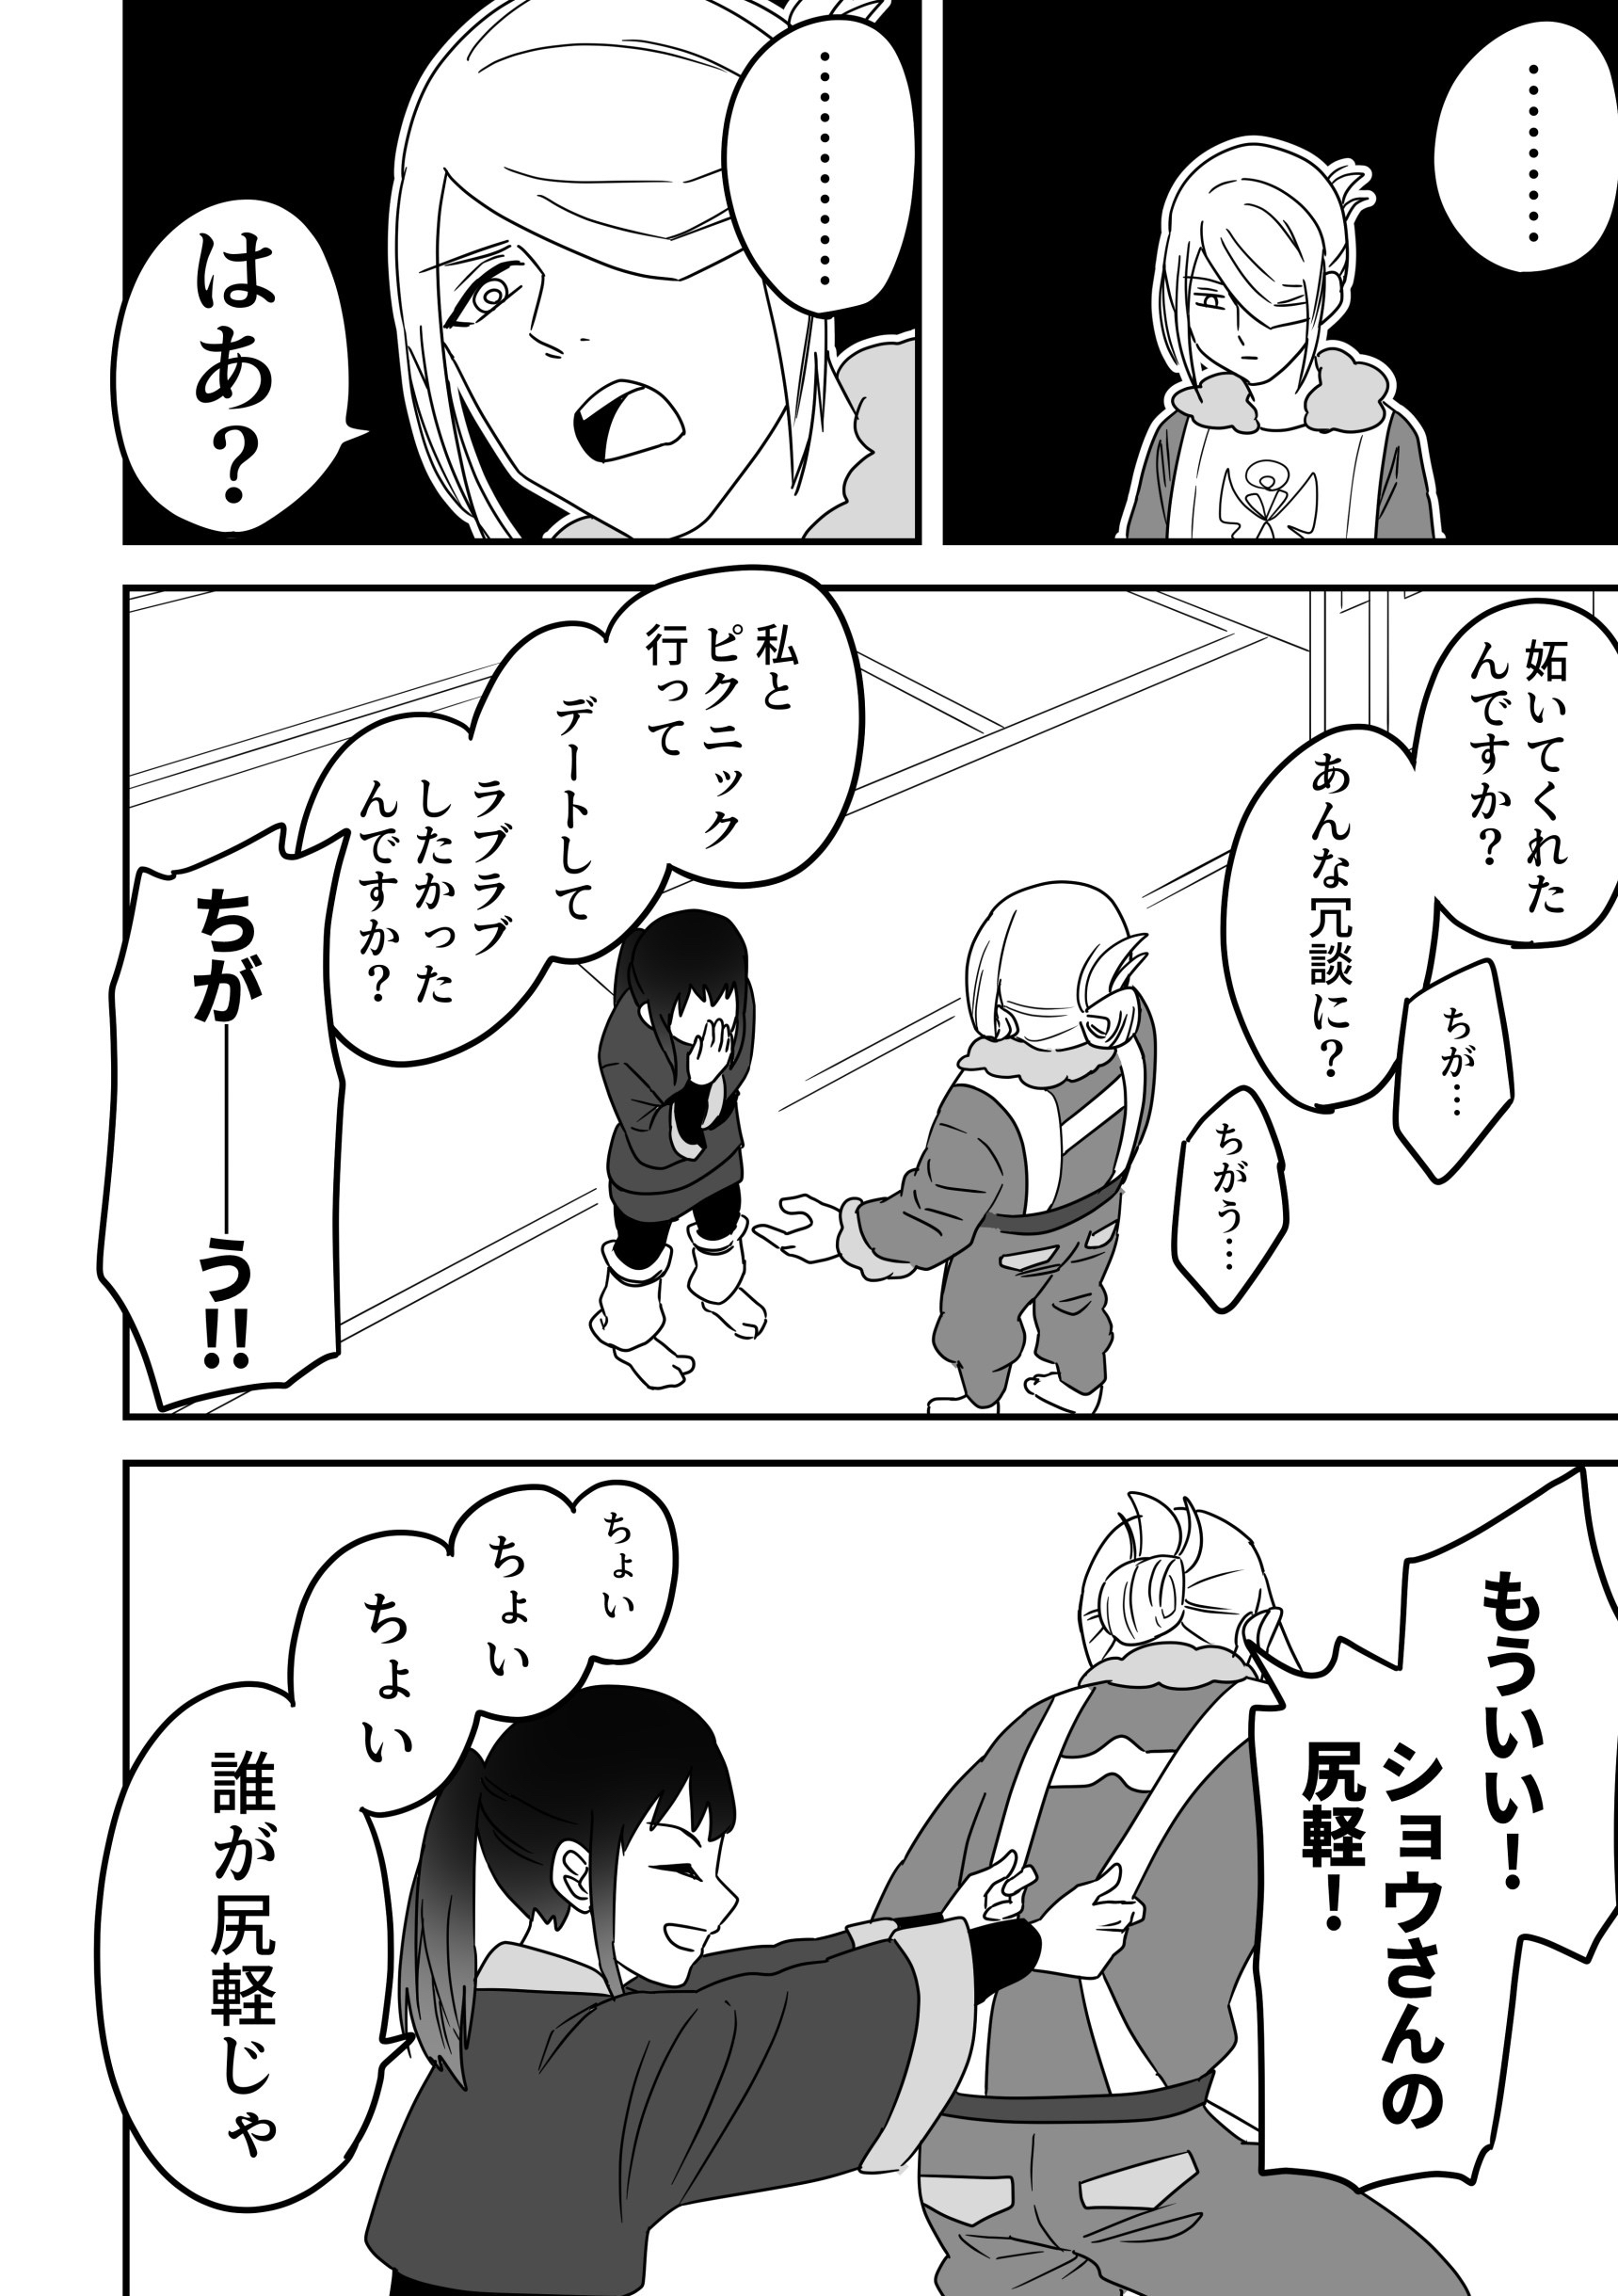 ………
…………
はあ？
妬いてくれた
んですか？
あんな冗談に？
ちが…
ちがう…
私と
ピクニック
行って
デートして
ラブラブ
したかった
んですか？
ちが――――う!!
もういい！
ショウさんの
尻軽！
ちょい
ちょい
ちょい
誰が尻軽じゃ